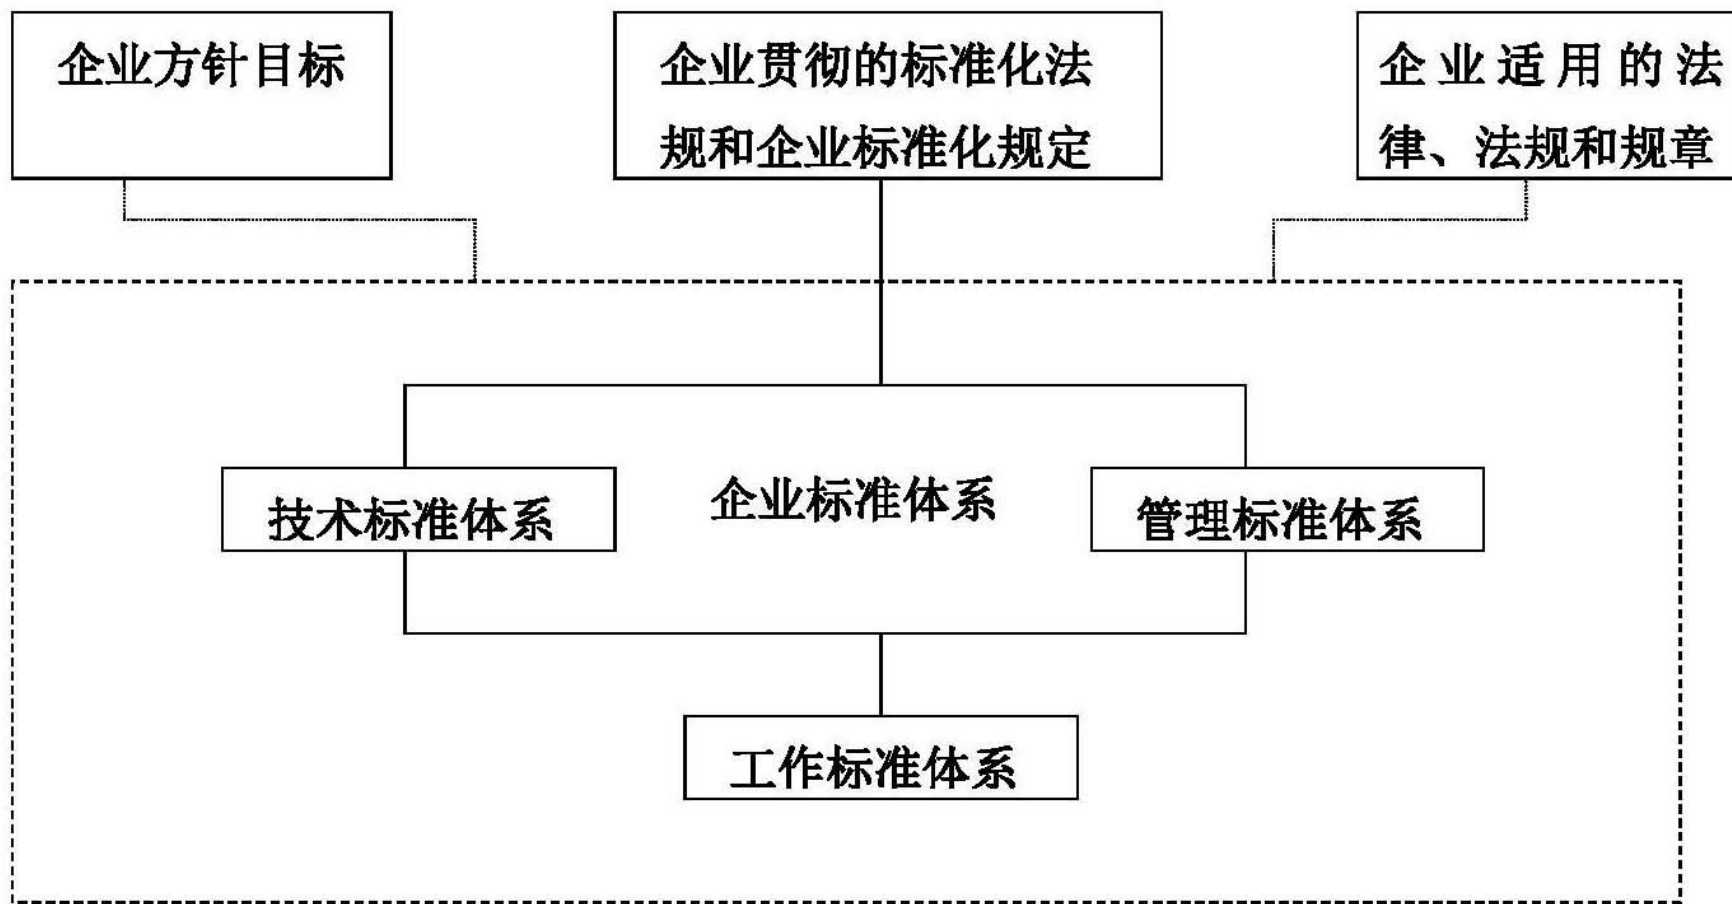 企业方针目标
企业贯彻的标准化法
规和企业标准化规定
企业适用的法
律、法规和规章
技术标准体系
企业标准体系
管理标准体系
工作标准体系